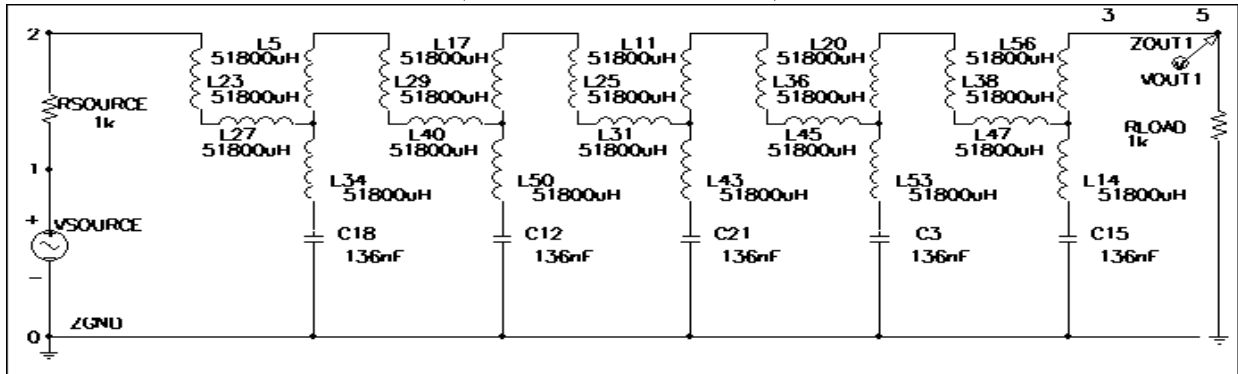 3 5
2
L5
51800uH
L17
51800uH
L11
51800uH
L20
51800uH
L56
51800uH
ZOUT1
VOUT1
L23
51800uH
L29
51800uH
L25
51800uH
L36
51800uH
L38
51800uH
RSOURCE
1k
RLOAD
1k
L27
51800uH
L40
51800uH
L31
51800uH
L45
51800uH
L47
51800uH
1
L34
51800uH
L50
51800uH
L43
51800uH
L53
51800uH
L14
51800uH
+
VSOURCE
-
C18
136nF
C12
136nF
C21
136nF
C3
136nF
C15
136nF
ZGND
0